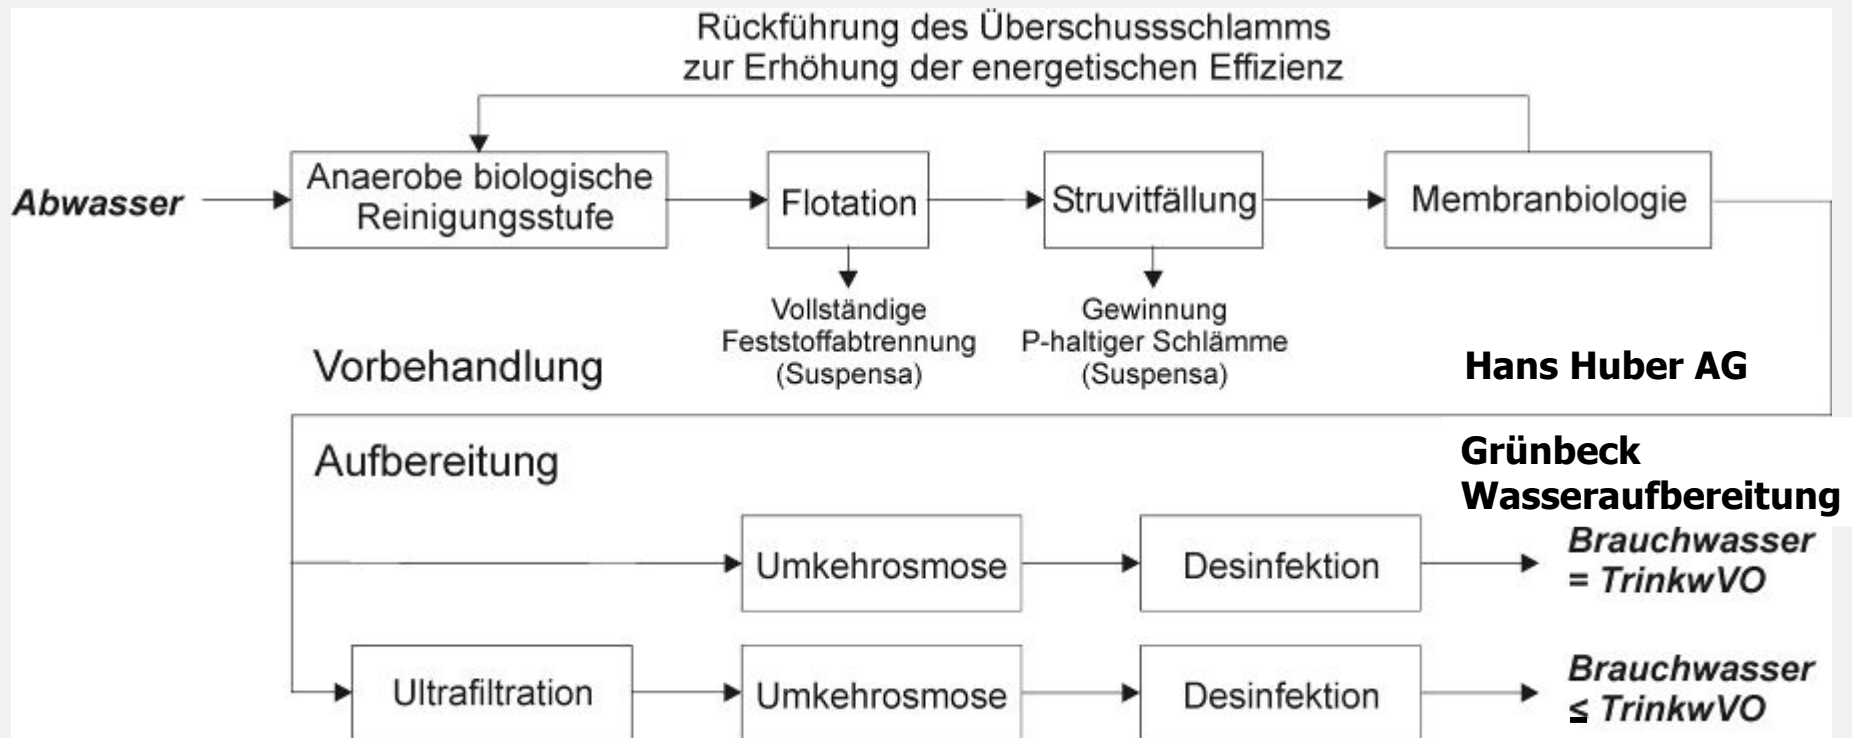 Rückführung des Überschussschlamms
zur Erhöhung der energetischen Effizienz
Abwasser
Anaerobe biologische
Reinigungsstufe
Flotation
Struvitfällung
Membranbiologie
Vollständige
Feststoffabtrennung
(Suspensa)
Gewinnung
P-haltiger Schlämme
(Suspensa)
Vorbehandlung
Hans Huber AG
Aufbereitung
Grünbeck
Wasseraufbereitung
Umkehrosmose
Desinfektion
Brauchwasser
= TrinkwVO
Ultrafiltration
Umkehrosmose
Desinfektion
Brauchwasser
≤ TrinkwVO